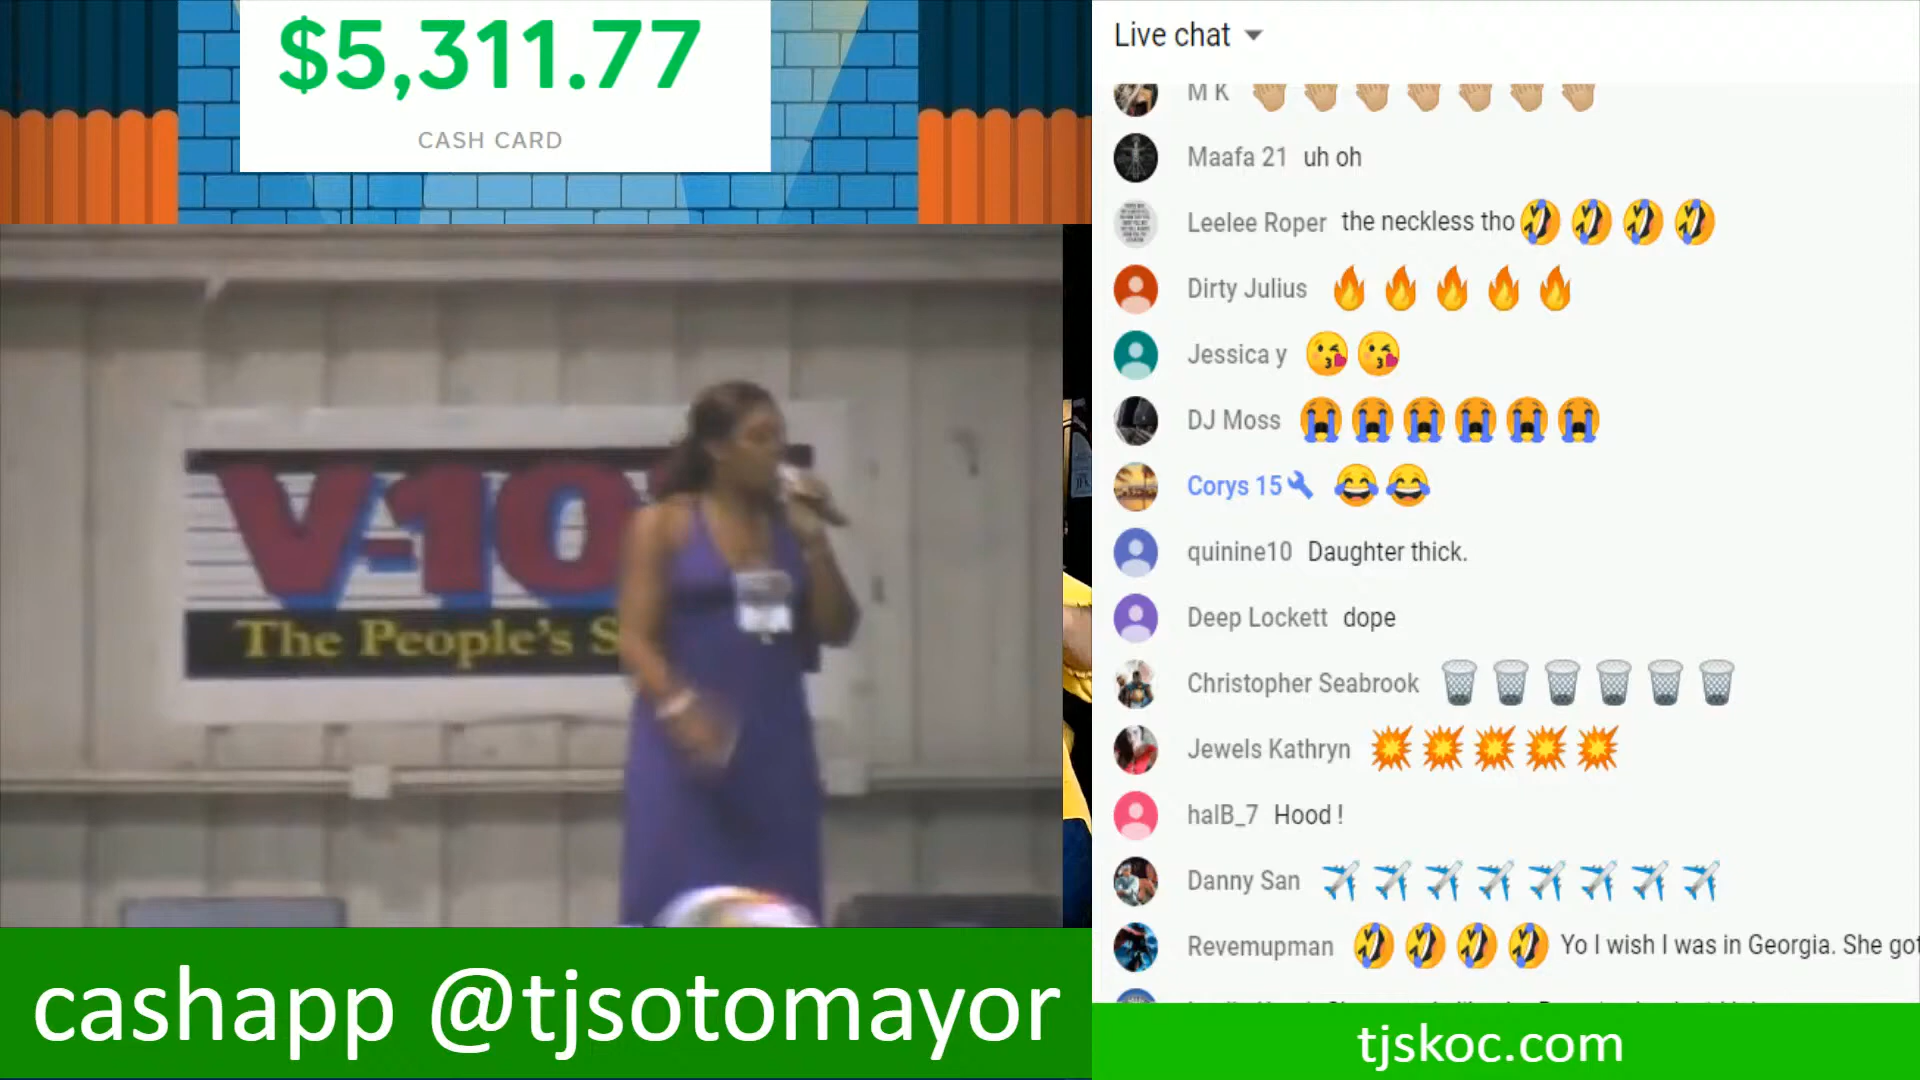 $5,311.77
CASH CARD
V-10
The People's S
cashapp @tjsotomayor
Live chat
M K
Maafa 21 uh oh
Leelee Roper the neckless tho
Dirty Julius
Jessica y
DJ Moss
Corys 15
quinine10 Daughter thick.
Deep Lockett dope
Christopher Seabrook
Jewels Kathryn
halB_7 Hood !
Danny San
Revemupman Yo I wish I was in Georgia. She got
tjskoc.com